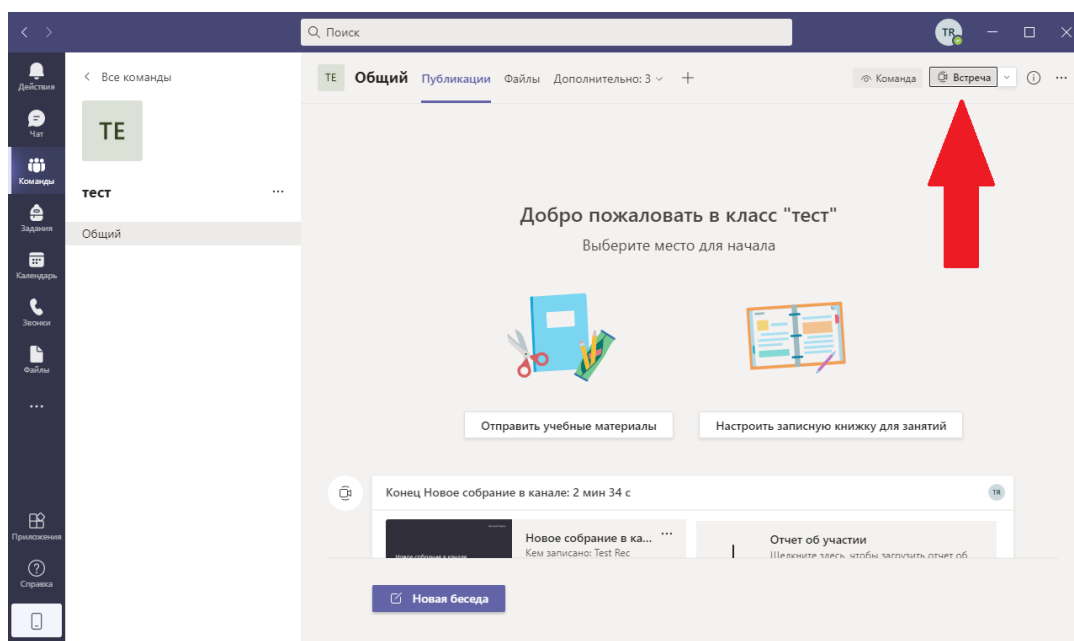 Поиск
TR
Действия
Чат
Команды
Задания
Календарь
Звонки
Файлы
Приложения
Справка
Все команды
TE
тест
Общий
TE Общий Публикации Файлы Дополнительно: 3
Команда Встреча
Добро пожаловать в класс "тест"
Выберите место для начала
Отправить учебные материалы Настроить записную книжку для занятий
Конец Новое собрание в канале: 2 мин 34 с
TR
Новое собрание в ка...
Кем записано: Test Rec
Новое собрание в канале
Отчет об участии
Щелкните здесь, чтобы загрузить отчет об
Новая беседа